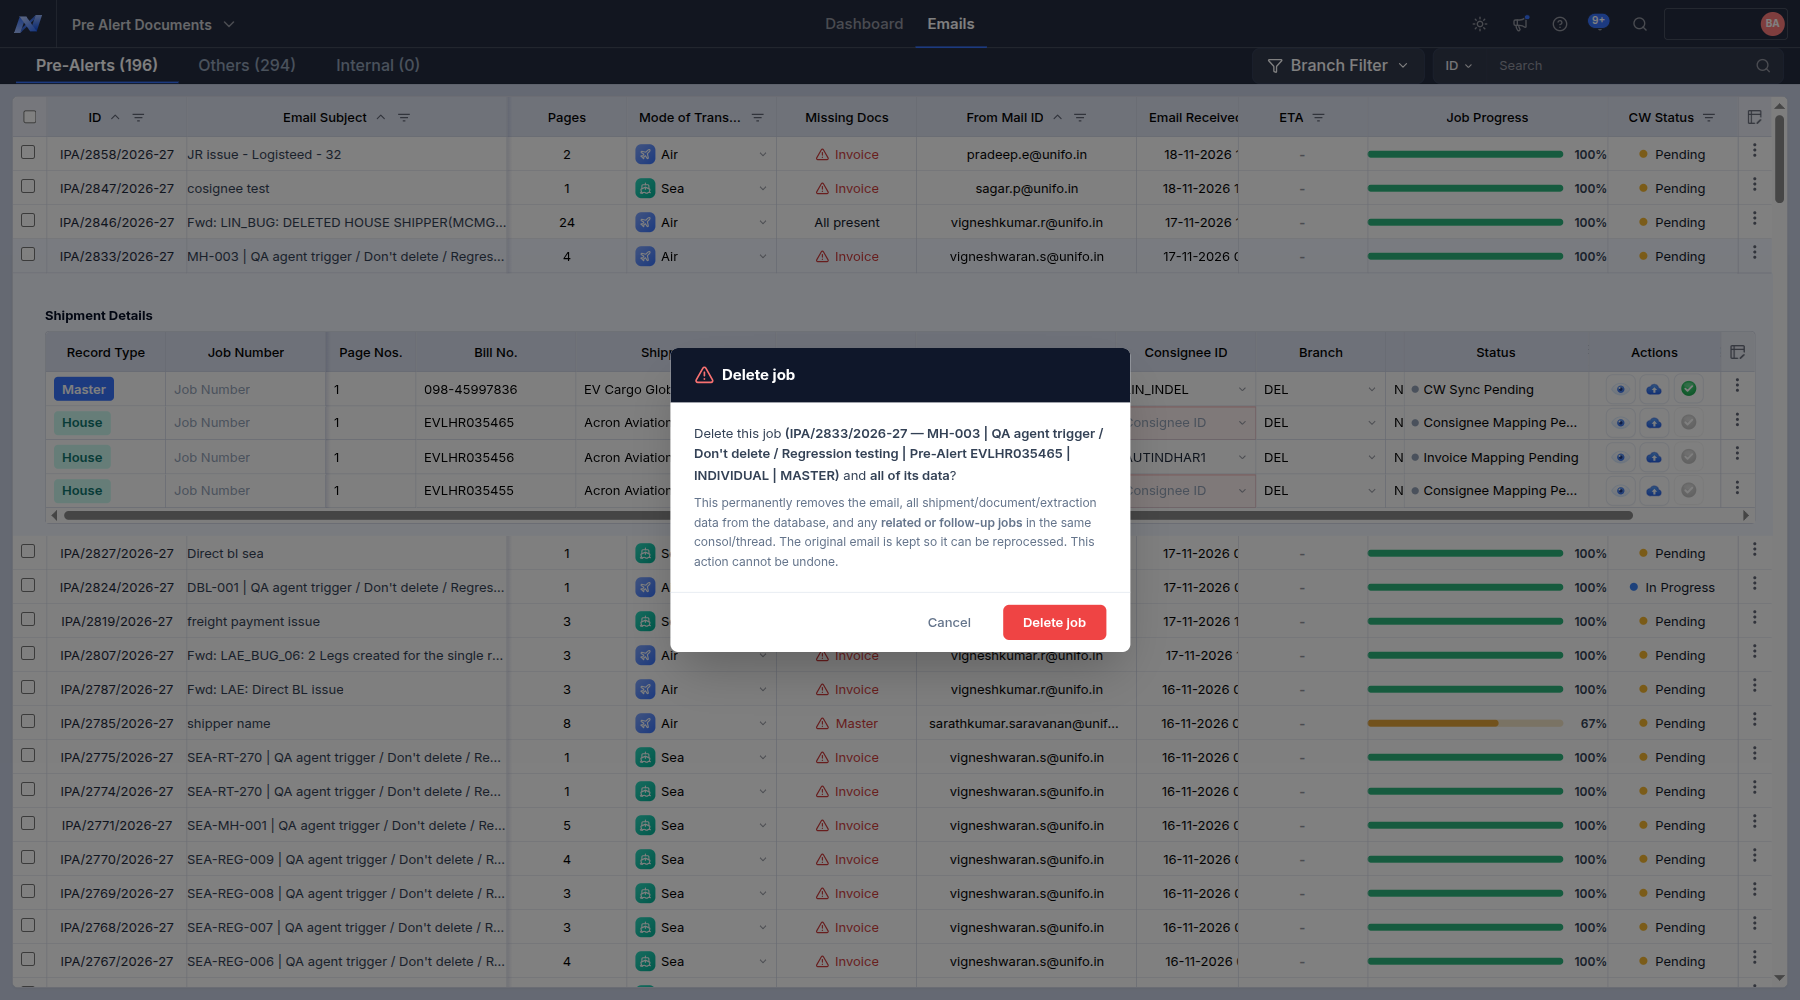 Pre Alert Documents
Dashboard
Emails
9+
BA
Pre-Alerts (196)
Others (294)
Internal (0)
Branch Filter
ID
Search
ID Email Subject Pages Mode of Trans... Missing Docs From Mail ID Email Received ETA Job Progress CW Status
IPA/2858/2026-27 JR issue - Logisteed - 32 2 Air Invoice pradeep.e@unifo.in 18-11-2026 - 100% Pending
IPA/2847/2026-27 cosignee test 1 Sea Invoice sagar.p@unifo.in 18-11-2026 1 - 100% Pending
IPA/2846/2026-27 Fwd: LIN_BUG: DELETED HOUSE SHIPPER(MCMG... 24 Air All present vigneshkumar.r@unifo.in 17-11-2026 - 100% Pending
IPA/2833/2026-27 MH-003 | QA agent trigger / Don't delete / Regres... 4 Air Invoice vigneshwaran.s@unifo.in 17-11-2026 0 - 100% Pending
Shipment Details
Record Type Job Number Page Nos. Bill No. Shipp Consignee ID Branch Status Actions
Master Job Number 1 098-45997836 EV Cargo Glob IN_INDEL DEL N CW Sync Pending
House Job Number 1 EVLHR035465 Acron Aviation Consignee ID DEL N Consignee Mapping Pe...
House Job Number 1 EVLHR035456 Acron Aviation AUTINDHAR1 DEL N Invoice Mapping Pending
House Job Number 1 EVLHR035455 Acron Aviation Consignee ID DEL N Consignee Mapping Pe...
Delete job
Delete this job (IPA/2833/2026-27 — MH-003 | QA agent trigger /
Don't delete / Regression testing | Pre-Alert EVLHR035465 |
INDIVIDUAL | MASTER) and all of its data?
This permanently removes the email, all shipment/document/extraction
data from the database, and any related or follow-up jobs in the same
consol/thread. The original email is kept so it can be reprocessed. This
action cannot be undone.
Cancel
Delete job
IPA/2827/2026-27 Direct bl sea 1 S 17-11-2026 0 - 100% Pending
IPA/2824/2026-27 DBL-001 | QA agent trigger / Don't delete / Regres... 1 A 17-11-2026 0 - 100% In Progress
IPA/2819/2026-27 freight payment issue 3 S 17-11-2026 1 - 100% Pending
IPA/2807/2026-27 Fwd: LAE_BUG_06: 2 Legs created for the single r... 3 Air Invoice vigneshkumar.r@unifo.in 17-11-2026 - 100% Pending
IPA/2787/2026-27 Fwd: LAE: Direct BL issue 3 Air Invoice vigneshkumar.r@unifo.in 16-11-2026 0 - 100% Pending
IPA/2785/2026-27 shipper name 8 Air Master sarathkumar.saravanan@unif... 16-11-2026 0 - 67% Pending
IPA/2775/2026-27 SEA-RT-270 | QA agent trigger / Don't delete / Re... 1 Sea Invoice vigneshwaran.s@unifo.in 16-11-2026 0 - 100% Pending
IPA/2774/2026-27 SEA-RT-270 | QA agent trigger / Don't delete / Re... 1 Sea Invoice vigneshwaran.s@unifo.in 16-11-2026 0 - 100% Pending
IPA/2771/2026-27 SEA-MH-001 | QA agent trigger / Don't delete / Re... 5 Sea Invoice vigneshwaran.s@unifo.in 16-11-2026 0 - 100% Pending
IPA/2770/2026-27 SEA-REG-009 | QA agent trigger / Don't delete / R... 4 Sea Invoice vigneshwaran.s@unifo.in 16-11-2026 0 - 100% Pending
IPA/2769/2026-27 SEA-REG-008 | QA agent trigger / Don't delete / R... 3 Sea Invoice vigneshwaran.s@unifo.in 16-11-2026 0 - 100% Pending
IPA/2768/2026-27 SEA-REG-007 | QA agent trigger / Don't delete / R... 3 Sea Invoice vigneshwaran.s@unifo.in 16-11-2026 0 - 100% Pending
IPA/2767/2026-27 SEA-REG-006 | QA agent trigger / Don't delete / R... 4 Sea Invoice vigneshwaran.s@unifo.in 16-11-2026 - 100% Pending